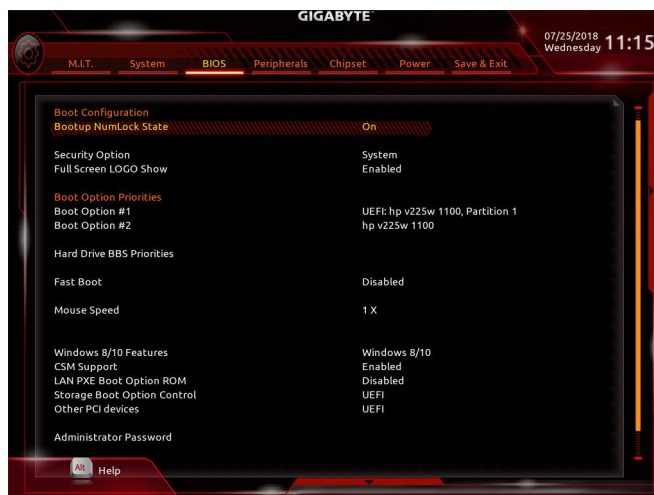 GIGABYTE™
07/25/2018
Wednesday
11:15
M.I.T. System BIOS Peripherals Chipset Power Save & Exit
Boot Configuration
Bootup NumLock State On
Security Option System
Full Screen LOGO Show Enabled
Boot Option Priorities
Boot Option #1 UEFI: hp v225w 1100, Partition 1
Boot Option #2 hp v225w 1100
Hard Drive BBS Priorities
Fast Boot Disabled
Mouse Speed 1 X
Windows 8/10 Features Windows 8/10
CSM Support Enabled
LAN PXE Boot Option ROM Disabled
Storage Boot Option Control UEFI
Other PCI devices UEFI
Administrator Password
Alt Help